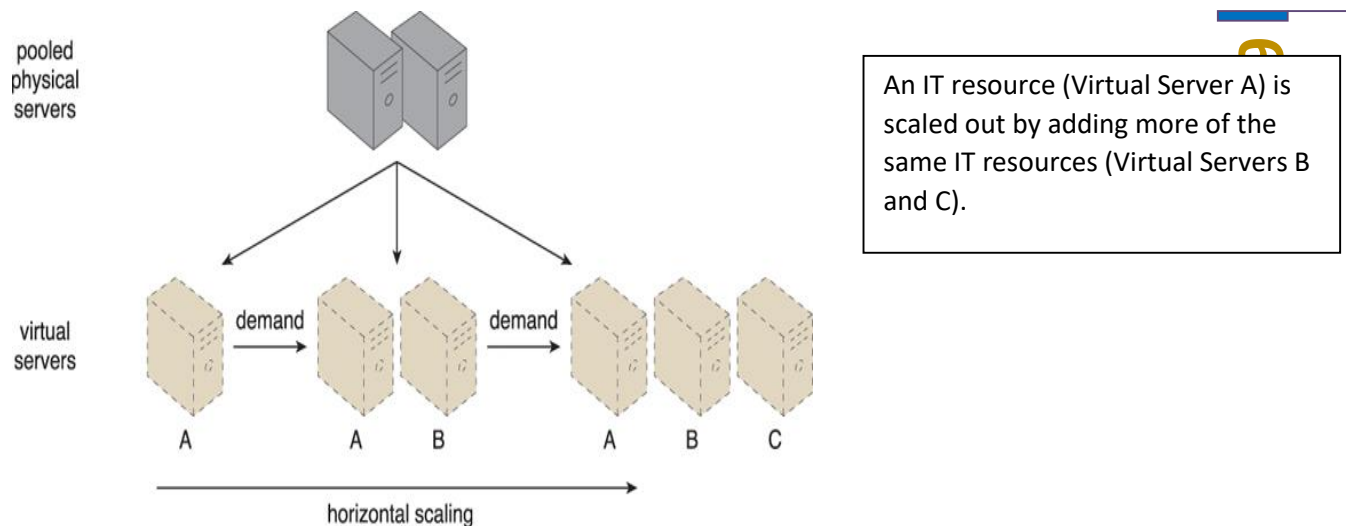 pooled
physical
servers
An IT resource (Virtual Server A) is
scaled out by adding more of the
same IT resources (Virtual Servers B
and C).
virtual
servers
demand
demand
A
A
B
A
B
C
horizontal scaling